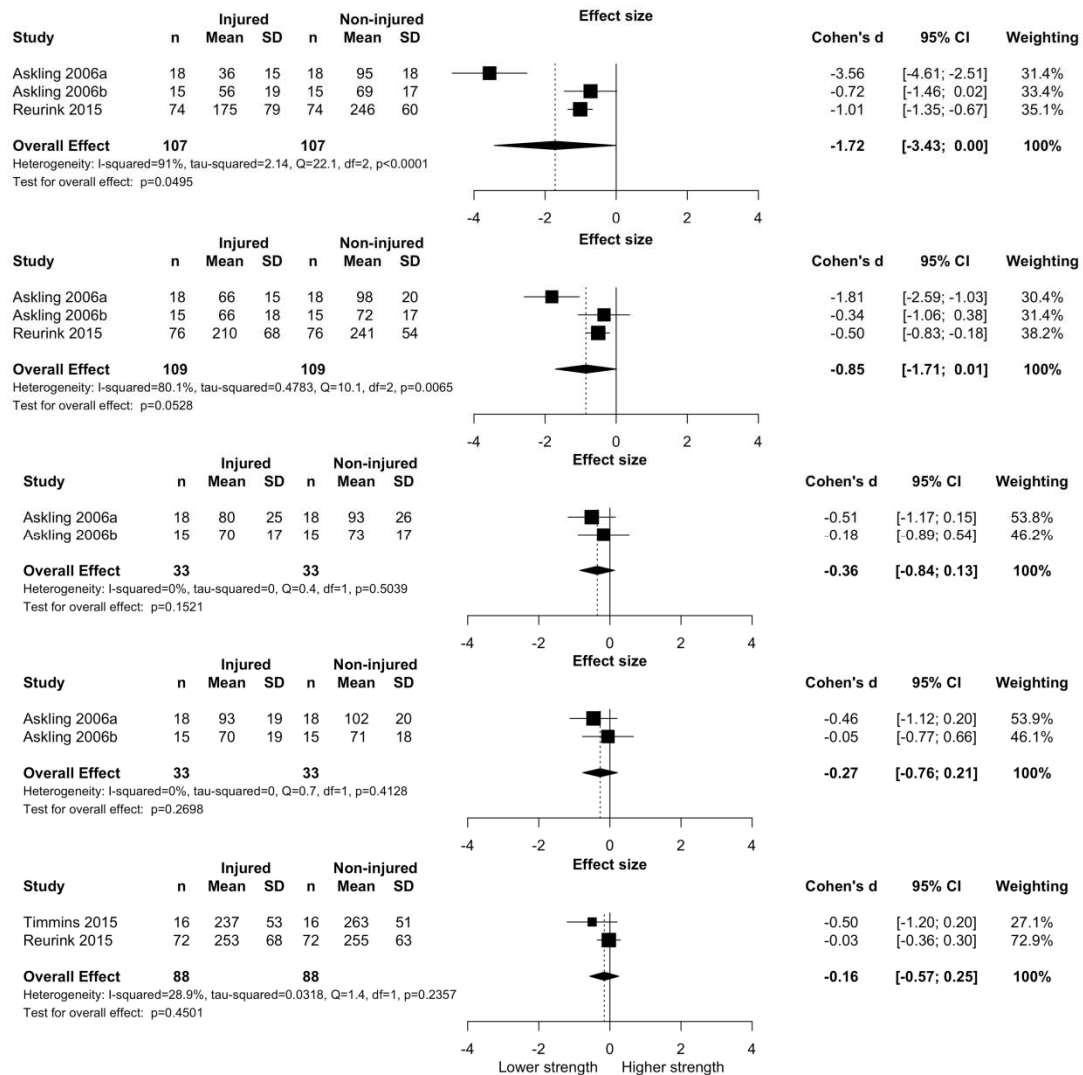 Effect size
Injured Non-injured
Study n Mean SD n Mean SD Cohen's d 95% CI Weighting
Askling 2006a 18 36 15 18 95 18 -3.56 [-4.61; -2.51] 31.4%
Askling 2006b 15 56 19 15 69 17 -0.72 [-1.46; 0.02] 33.4%
Reurink 2015 74 175 79 74 246 60 -1.01 [-1.35; -0.67] 35.1%
Overall Effect 107 107 -1.72 [-3.43; 0.00] 100%
Heterogeneity: I-squared=91%, tau-squared=2.14, Q=22.1, df=2, p<0.0001
Test for overall effect: p=0.0495
-4 -2 0 2 4
Effect size
Injured Non-injured
Study n Mean SD n Mean SD Cohen's d 95% CI Weighting
Askling 2006a 18 66 15 18 98 20 -1.81 [-2.59; -1.03] 30.4%
Askling 2006b 15 66 18 15 72 17 -0.34 [-1.06; 0.38] 31.4%
Reurink 2015 76 210 68 76 241 54 -0.50 [-0.83; -0.18] 38.2%
Overall Effect 109 109 -0.85 [-1.71; 0.01] 100%
Heterogeneity: I-squared=80.1%, tau-squared=0.4783, Q=10.1, df=2, p=0.0065
Test for overall effect: p=0.0528
-4 -2 0 2 4
Effect size
Injured Non-injured
Study n Mean SD n Mean SD Cohen's d 95% CI Weighting
Askling 2006a 18 80 25 18 93 26 -0.51 [-1.17; 0.15] 53.8%
Askling 2006b 15 70 17 15 73 17 -0.18 [-0.89; 0.54] 46.2%
Overall Effect 33 33 -0.36 [-0.84; 0.13] 100%
Heterogeneity: I-squared=0%, tau-squared=0, Q=0.4, df=1, p=0.5039
Test for overall effect: p=0.1521
-4 -2 0 2 4
Effect size
Injured Non-injured
Study n Mean SD n Mean SD Cohen's d 95% CI Weighting
Askling 2006a 18 93 19 18 102 20 -0.46 [-1.12; 0.20] 53.9%
Askling 2006b 15 70 19 15 71 18 -0.05 [-0.77; 0.66] 46.1%
Overall Effect 33 33 -0.27 [-0.76; 0.21] 100%
Heterogeneity: I-squared=0%, tau-squared=0, Q=0.7, df=1, p=0.4128
Test for overall effect: p=0.2698
-4 -2 0 2 4
Effect size
Injured Non-injured
Study n Mean SD n Mean SD Cohen's d 95% CI Weighting
Timmins 2015 16 237 53 16 263 51 -0.50 [-1.20; 0.20] 27.1%
Reurink 2015 72 253 68 72 255 63 -0.03 [-0.36; 0.30] 72.9%
Overall Effect 88 88 -0.16 [-0.57; 0.25] 100%
Heterogeneity: I-squared=28.9%, tau-squared=0.0318, Q=1.4, df=1, p=0.2357
Test for overall effect: p=0.4501
-4 -2 0 2 4
Lower strength Higher strength